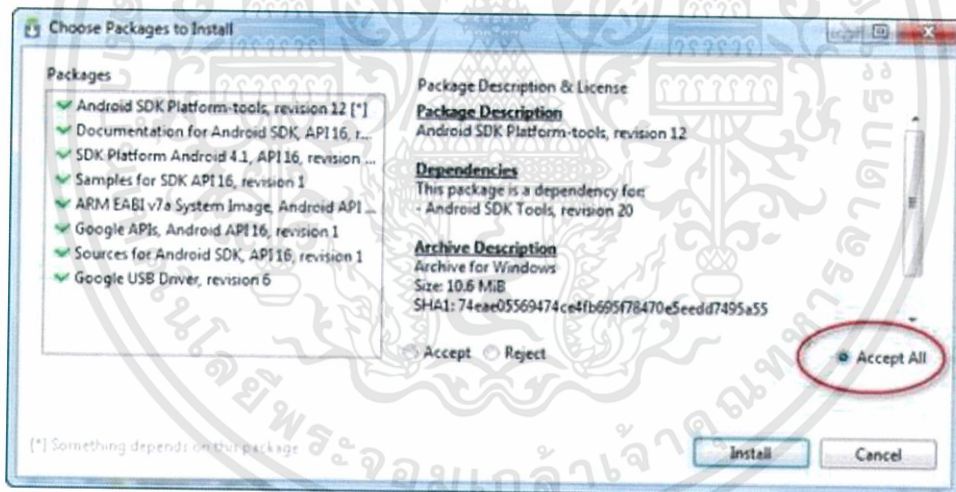 Choose Packages to Install
Packages
Android SDK Platform-tools, revision 12 [*]
Documentation for Android SDK, API 16, r...
SDK Platform Android 4.1, API 16, revision ...
Samples for SDK API 16, revision 1
ARM EABI v7a System Image, Android API ...
Google APIs, Android API 16, revision 1
Sources for Android SDK, API 16, revision 1
Google USB Driver, revision 6
Package Description & License
Package Description
Android SDK Platform-tools, revision 12
Dependencies
This package is a dependency for:
- Android SDK Tools, revision 20
Archive Description
Archive for Windows
Size: 10.6 MiB
SHA1: 74eae05569474ce4fb695f78470e5eedd7495a55
Accept Reject
Accept All
[*] Something depends on this package
Install Cancel